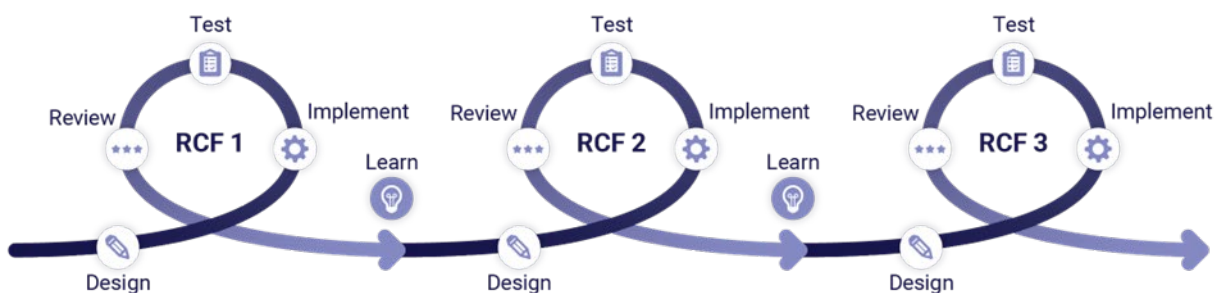 Test
Review
RCF 1
Implement
Learn
Design
Test
Review
RCF 2
Implement
Learn
Design
Test
Review
RCF 3
Implement
Design